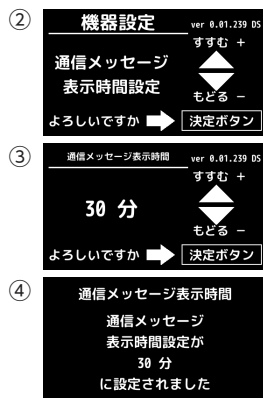 ②
機器設定 ver 0.01.239 DS
すすむ +
通信メッセージ
表示時間設定
もどる −
よろしいですか 決定ボタン
③
通信メッセージ表示時間 ver 0.01.239 DS
すすむ +
30 分
もどる −
よろしいですか 決定ボタン
④
通信メッセージ表示時間
通信メッセージ
表示時間設定が
30 分
に設定されました